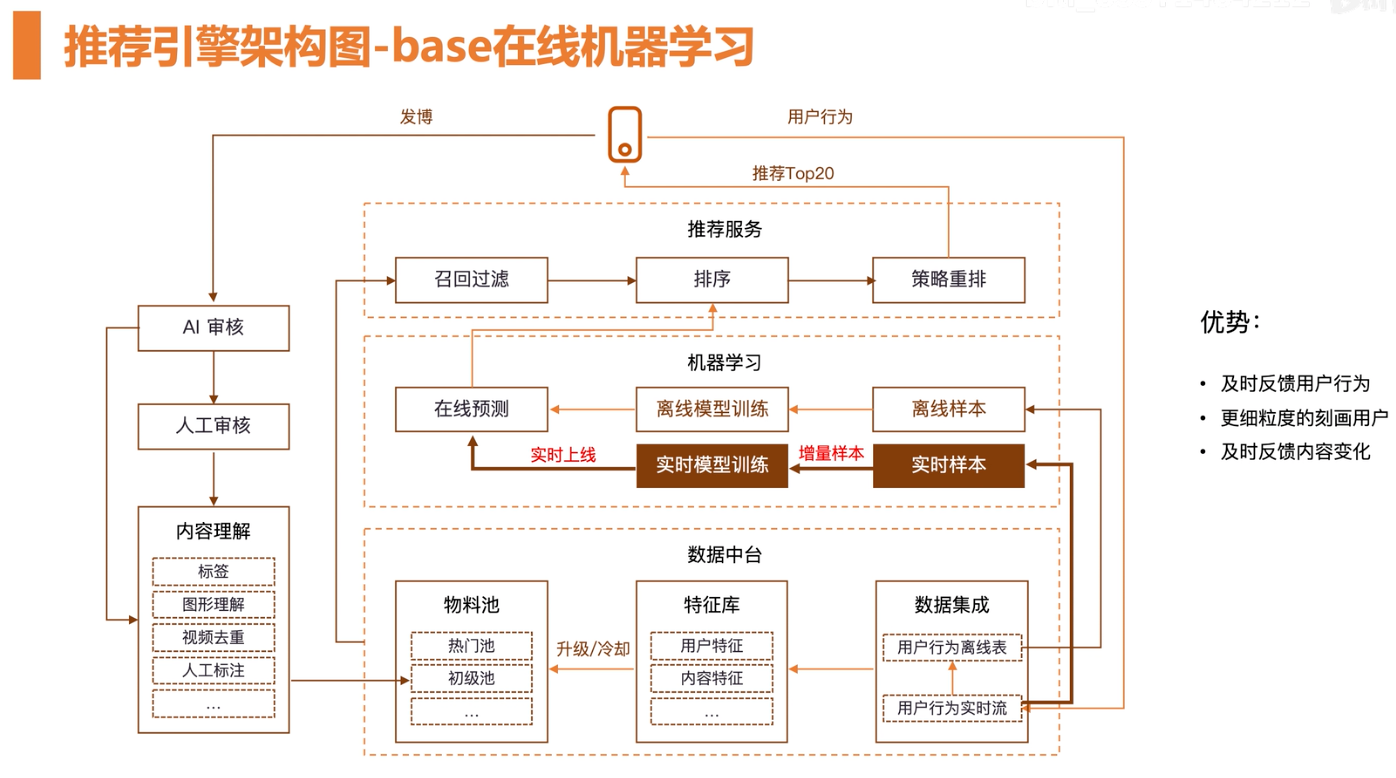 推荐引擎架构图-base在线机器学习
发博
用户行为
推荐Top20
推荐服务
召回过滤
排序
策略重排
AI 审核
人工审核
内容理解
标签
图形理解
视频去重
人工标注
...
机器学习
在线预测
离线模型训练
离线样本
实时上线
实时模型训练
增量样本
实时样本
数据中台
物料池
热门池
初级池
...
升级/冷却
特征库
用户特征
内容特征
...
数据集成
用户行为离线表
用户行为实时流
优势：
• 及时反馈用户行为
• 更细粒度的刻画用户
• 及时反馈内容变化